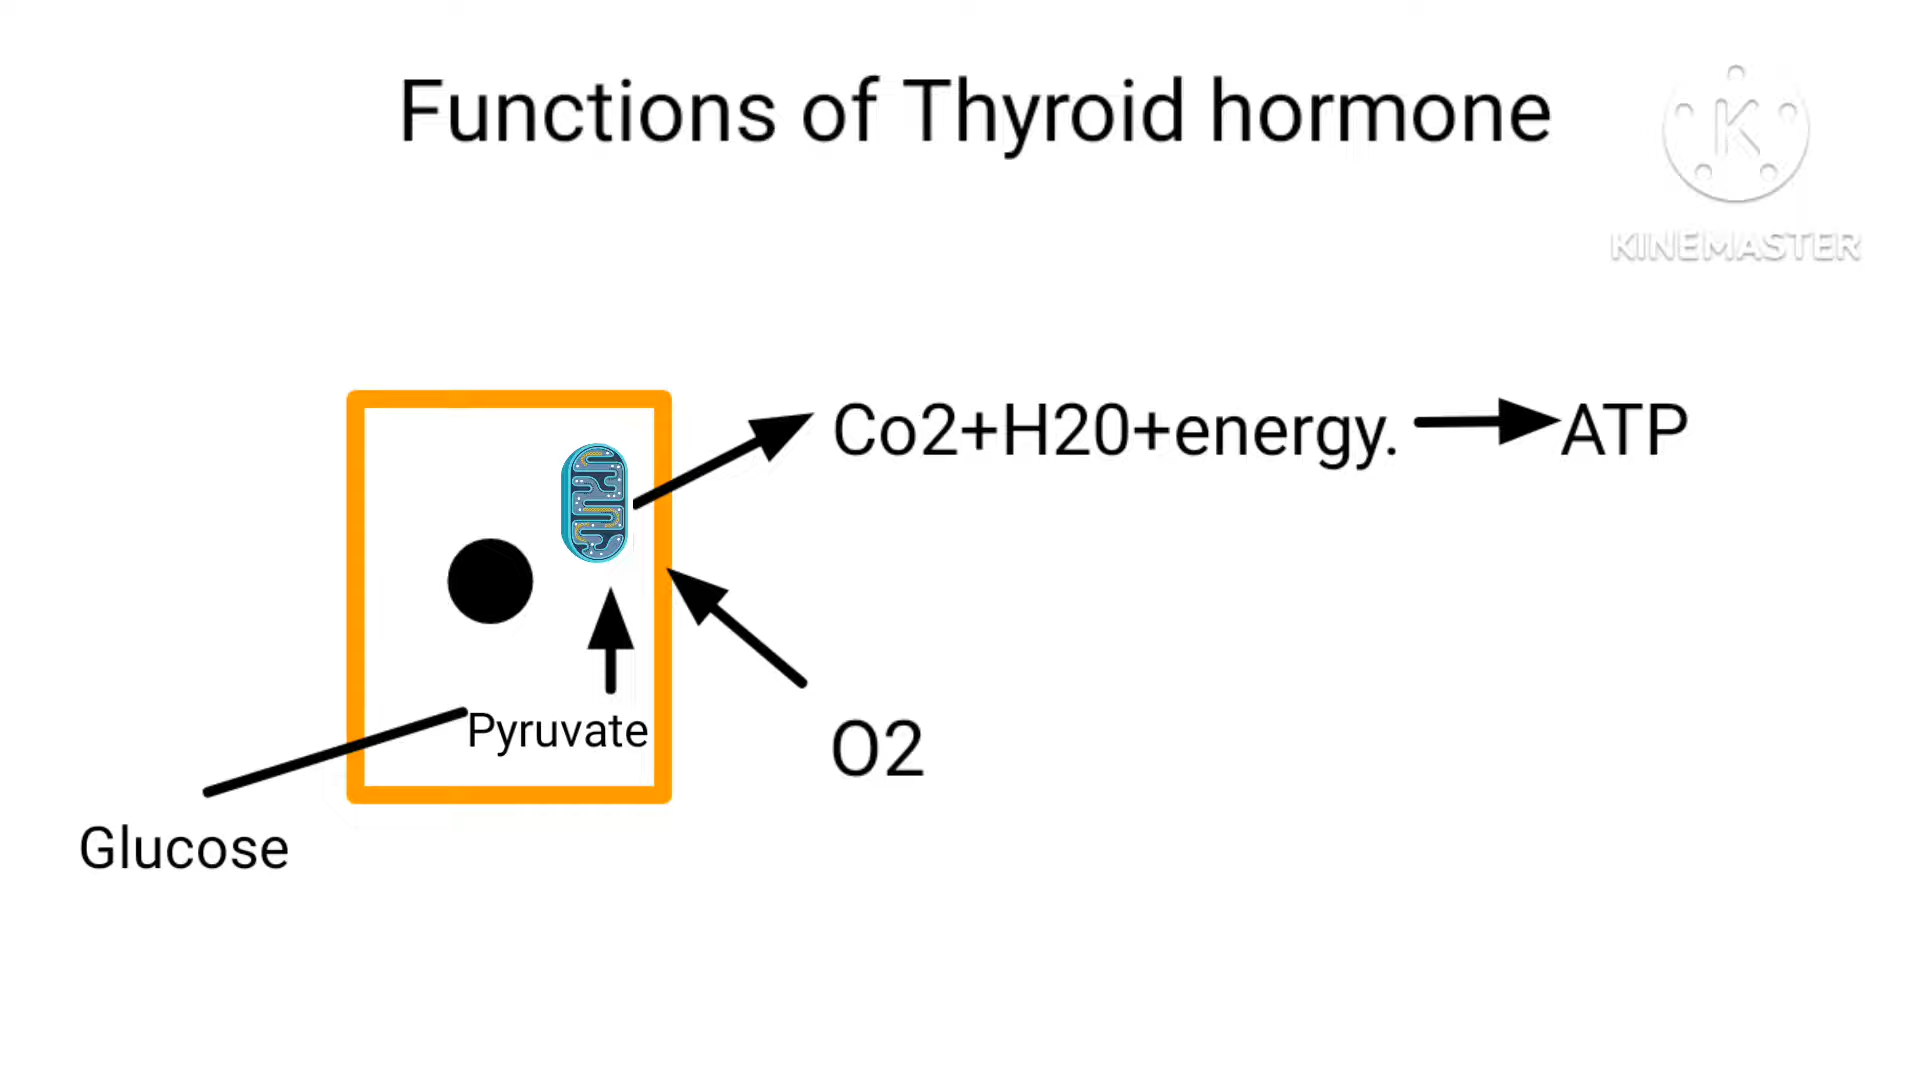 Functions of Thyroid hormone
K
KINEMASTER
Co2+H20+energy.
ATP
Pyruvate
O2
Glucose